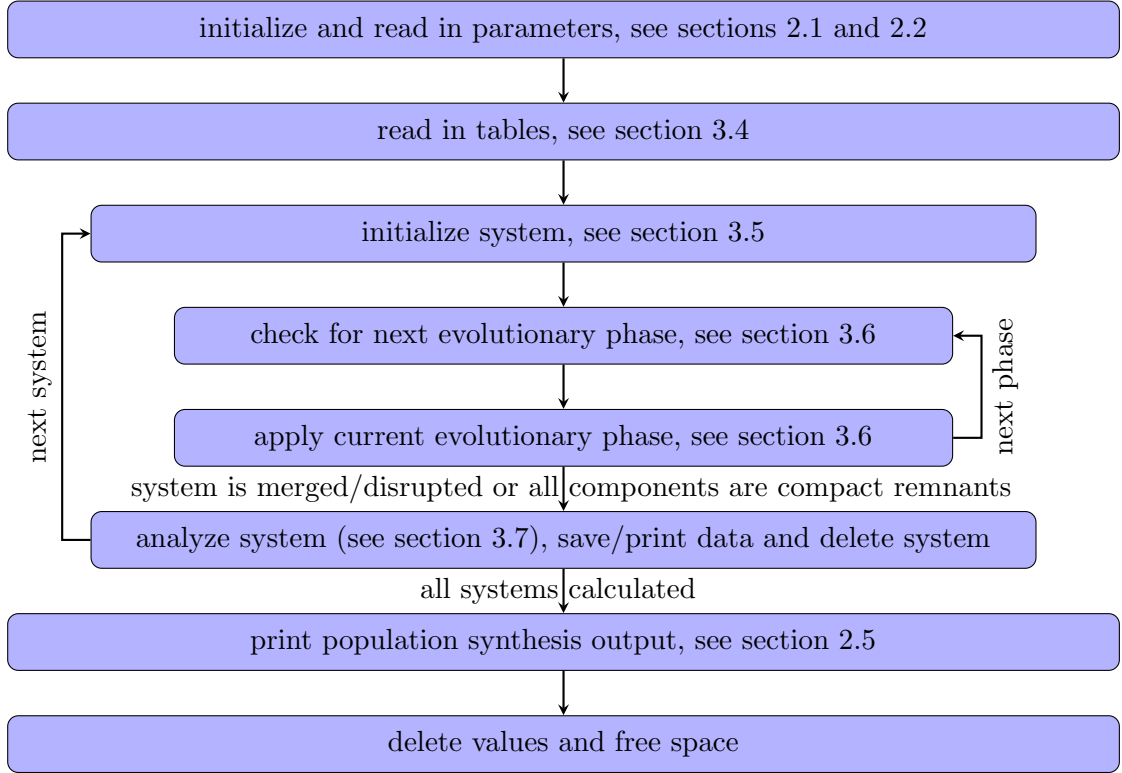 initialize and read in parameters, see sections 2.1 and 2.2
read in tables, see section 3.4
initialize system, see section 3.5
check for next evolutionary phase, see section 3.6
next system
next phase
apply current evolutionary phase, see section 3.6
system is merged/disrupted or all components are compact remnants
analyze system (see section 3.7), save/print data and delete system
all systems calculated
print population synthesis output, see section 2.5
delete values and free space